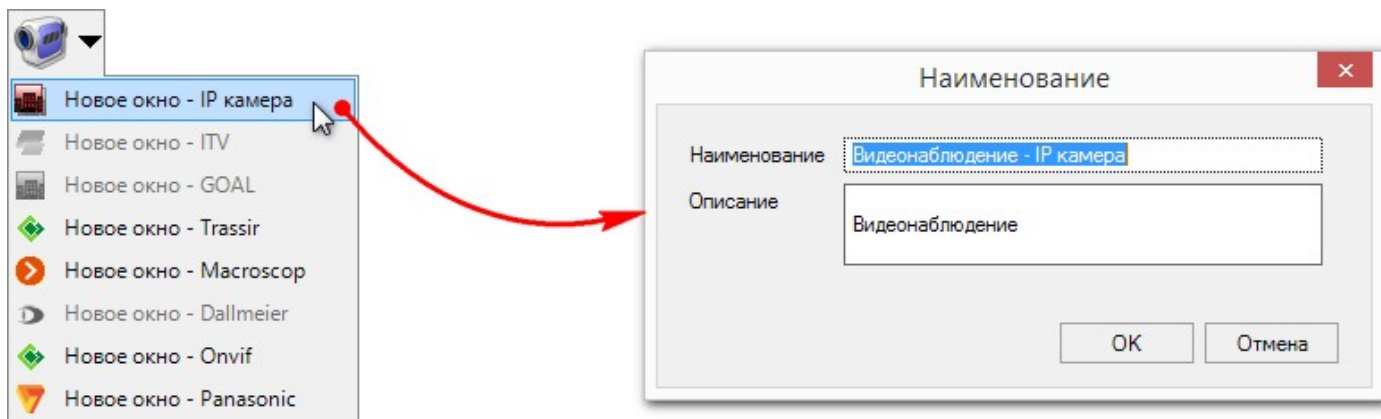 Новое окно - IP камера
Новое окно - ITV
Новое окно - GOAL
Новое окно - Trassir
Новое окно - Macroscop
Новое окно - Dallmeier
Новое окно - Onvif
Новое окно - Panasonic
Наименование
Наименование Видеонаблюдение - IP камера
Описание
Видеонаблюдение
OK Отмена